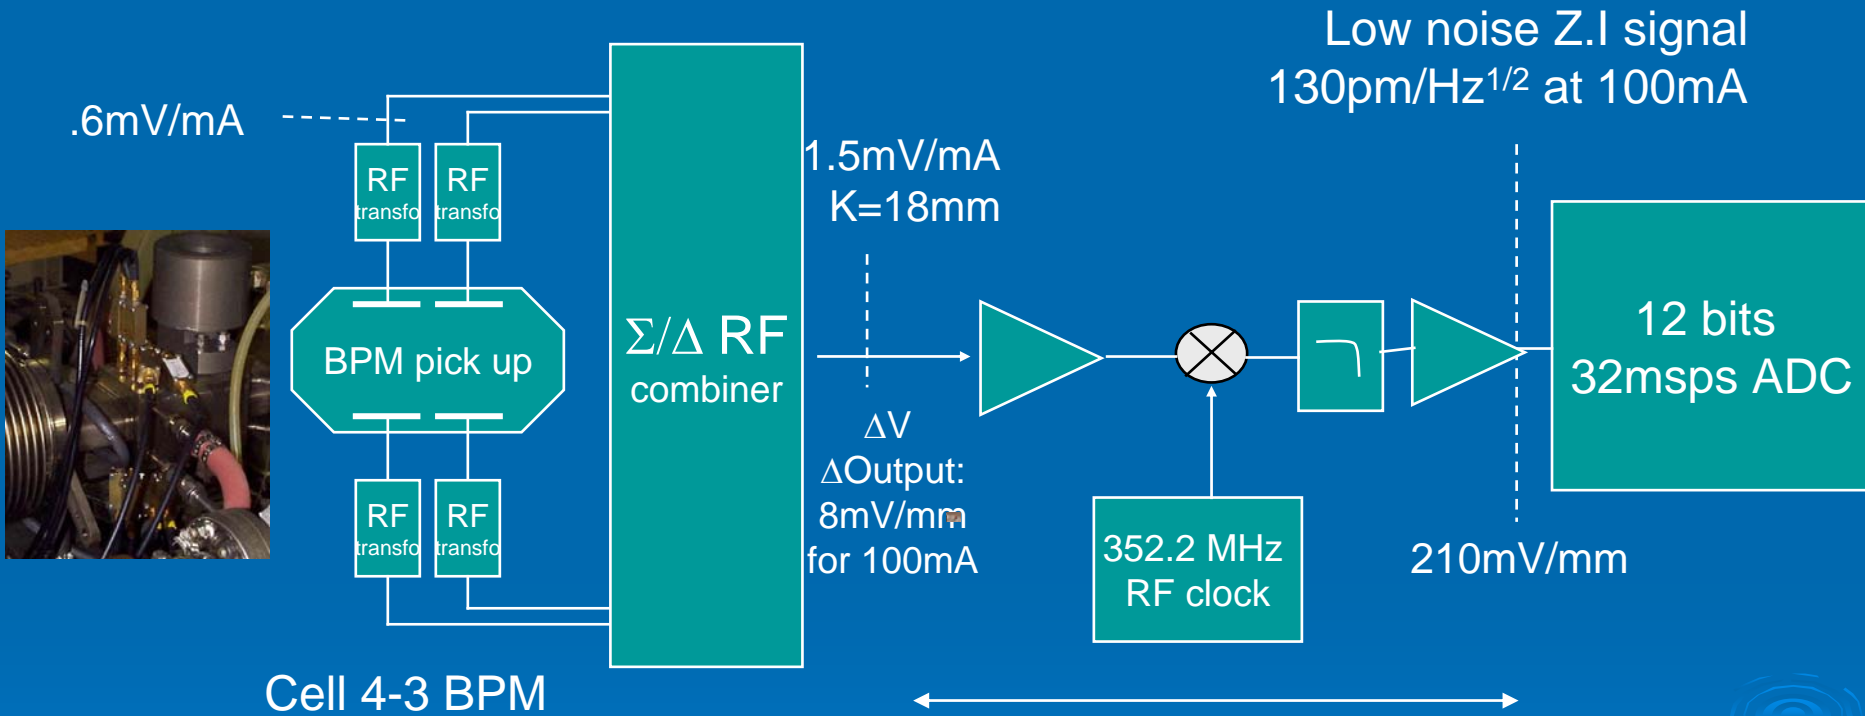 Low noise Z.I signal
130pm/Hz1/2 at 100mA
.6mV/mA
RF
transfo
RF
transfo
1.5mV/mA
K=18mm
BPM pick up
Σ/Δ RF
combiner
12 bits
32msps ADC
ΔV
ΔOutput:
8mV/mm
for 100mA
RF
transfo
RF
transfo
352.2 MHz
RF clock
210mV/mm
Cell 4-3 BPM